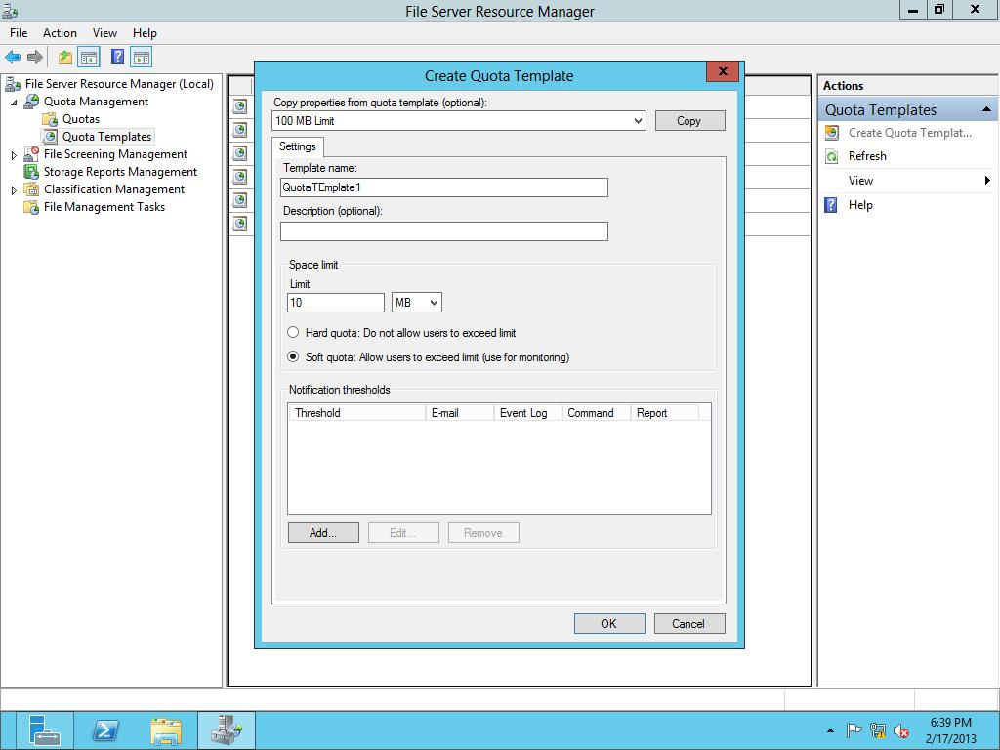 File Server Resource Manager
File Action View Help
File Server Resource Manager (Local)
Quota Management
Quotas
Quota Templates
File Screening Management
Storage Reports Management
Classification Management
File Management Tasks
Create Quota Template
X
Copy properties from quota template (optional):
100 MB Limit
Copy
Settings
Template name:
QuotaTEmplate1
Description (optional):
Space limit
Limit:
10 MB
Hard quota: Do not allow users to exceed limit
Soft quota: Allow users to exceed limit (use for monitoring)
Notification thresholds
Threshold E-mail Event Log Command Report
Add... Edit... Remove
OK Cancel
Actions
Quota Templates
Create Quota Templat...
Refresh
View
Help
6:39 PM
2/17/2013